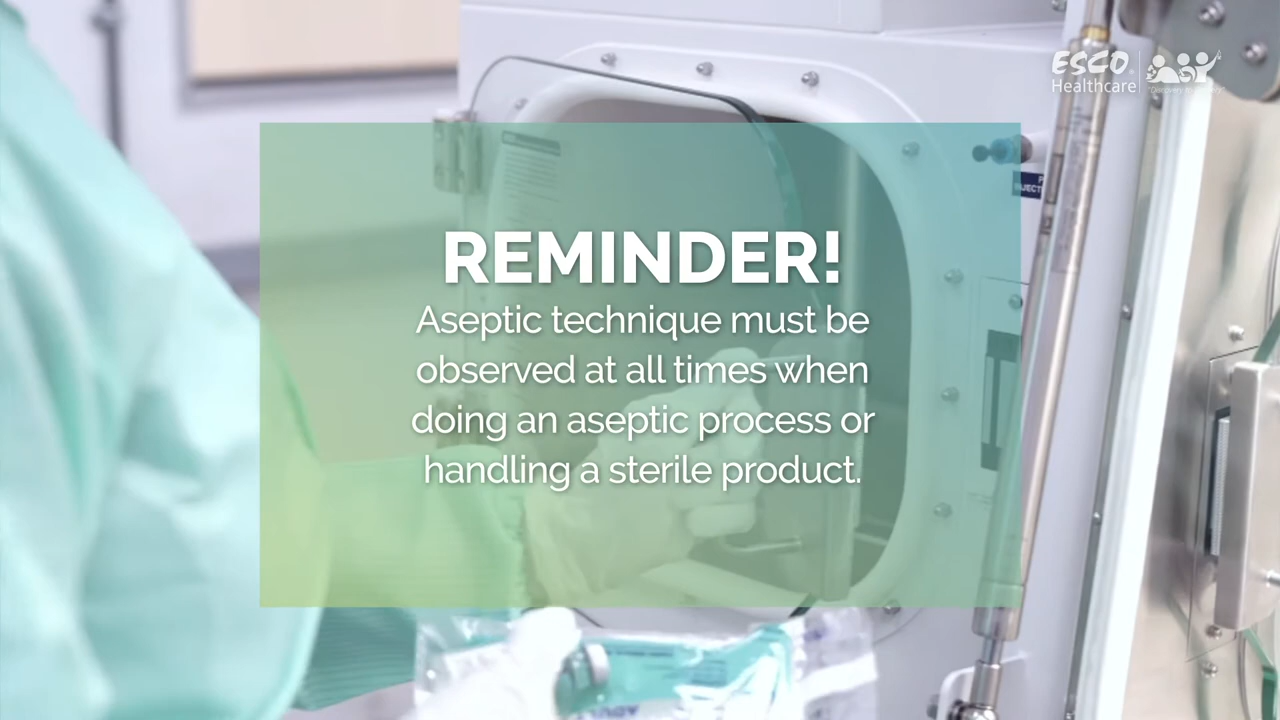 ESCO
Healthcare
REMINDER!
Aseptic technique must be
observed at all times when
doing an aseptic process or
handling a sterile product.